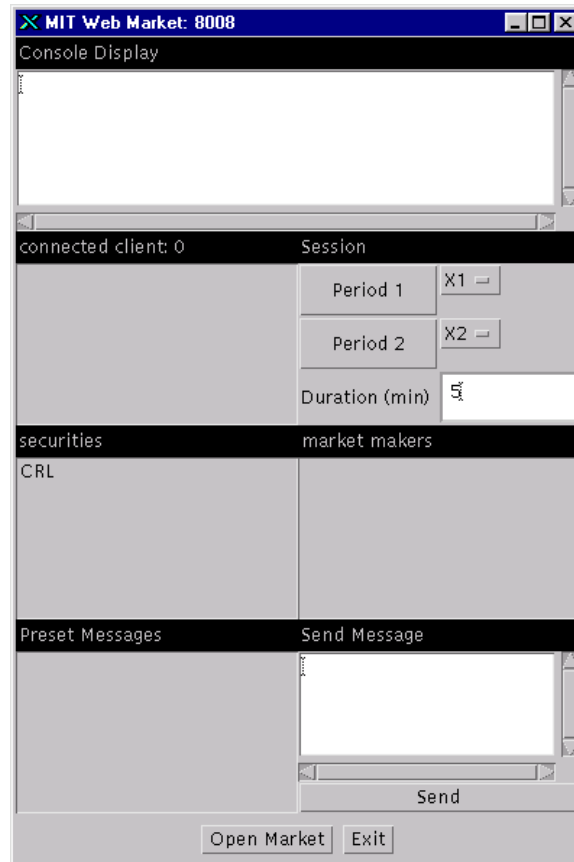 MIT Web Market: 8008
Console Display
connected client: 0
Session
Period 1
X1
Period 2
X2
Duration (min)
5
securities
market makers
CRL
Preset Messages
Send Message
Send
Open Market
Exit